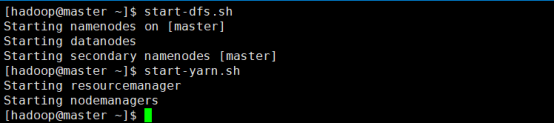 [hadoop@master ~]$ start-dfs.sh
Starting namenodes on [master]
Starting datanodes
Starting secondary namenodes [master]
[hadoop@master ~]$ start-yarn.sh
Starting resourcemanager
Starting nodemanagers
[hadoop@master ~]$